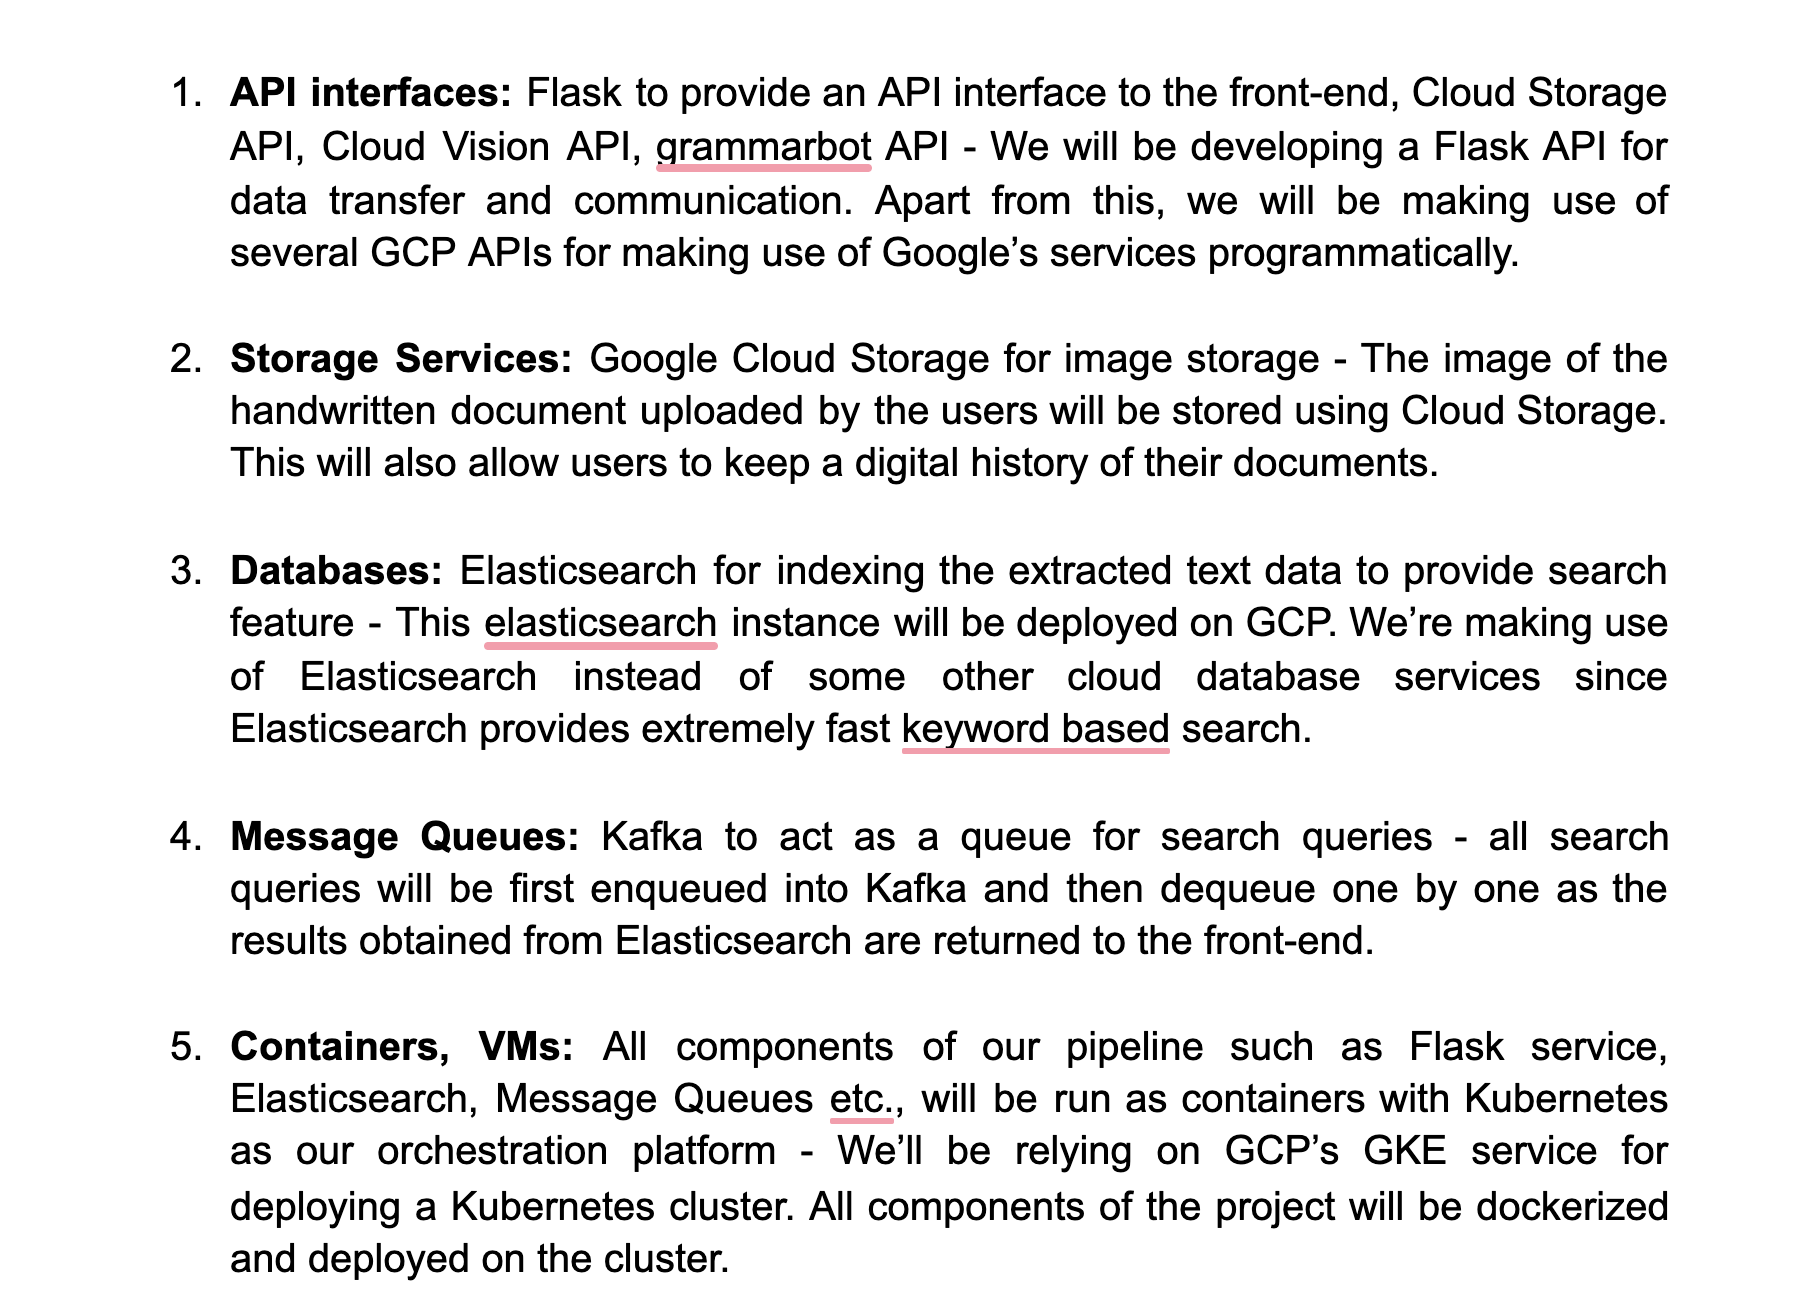 1. API interfaces: Flask to provide an API interface to the front-end, Cloud Storage
API, Cloud Vision API, grammarbot API - We will be developing a Flask API for
data transfer and communication. Apart from this, we will be making use of
several GCP APIs for making use of Google’s services programmatically.
2. Storage Services: Google Cloud Storage for image storage - The image of the
handwritten document uploaded by the users will be stored using Cloud Storage.
This will also allow users to keep a digital history of their documents.
3. Databases: Elasticsearch for indexing the extracted text data to provide search
feature - This elasticsearch instance will be deployed on GCP. We’re making use
of Elasticsearch instead of some other cloud database services since
Elasticsearch provides extremely fast keyword based search.
4. Message Queues: Kafka to act as a queue for search queries - all search
queries will be first enqueued into Kafka and then dequeue one by one as the
results obtained from Elasticsearch are returned to the front-end.
5. Containers, VMs: All components of our pipeline such as Flask service,
Elasticsearch, Message Queues etc., will be run as containers with Kubernetes
as our orchestration platform - We’ll be relying on GCP’s GKE service for
deploying a Kubernetes cluster. All components of the project will be dockerized
and deployed on the cluster.